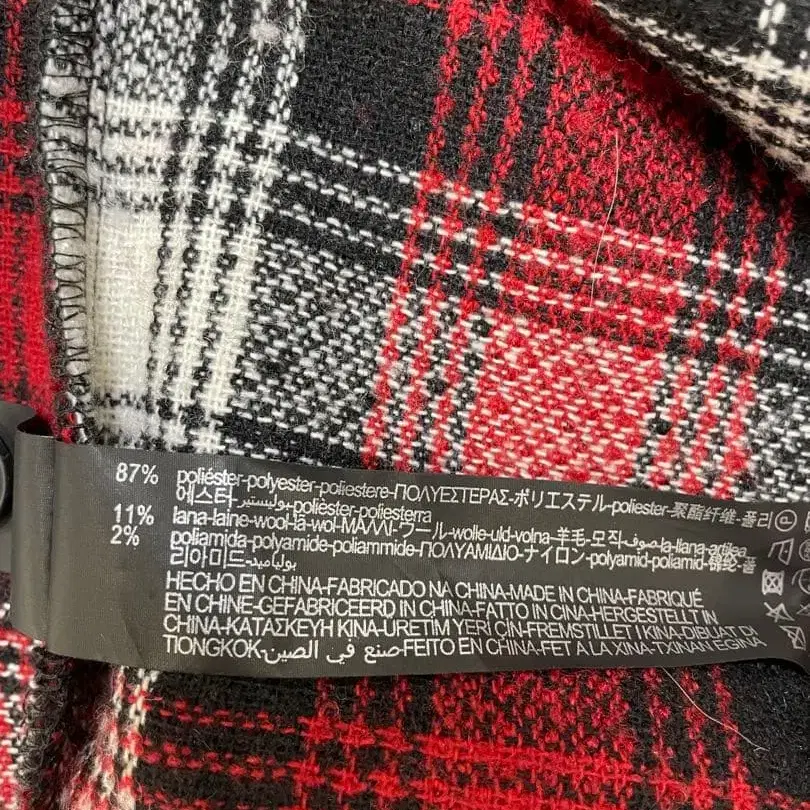 87% poliéster-polyester-poliestere-ΠΟΛΥΕΣΤΕΡΑΣ-ポリエステル-poliester-聚酯纤维-폴리
에스터-بوليستير-polièster-poliesterra
11% lana-laine-wool-lã-wol-ΜΑΛΛΙ-ウール-wolle-uld-volna-羊毛-모직-صوف-la-llana-artilea
2% poliamida-polyamide-poliammide-ΠΟΛΥΑΜΙΔΙΟ-ナイロン-polyamid-poliamid-锦纶-폴
리아미드-بولياميد
HECHO EN CHINA-FABRICADO NA CHINA-MADE IN CHINA-FABRIQUÉ
EN CHINE-GEFABRICEERD IN CHINA-FATTO IN CINA-HERGESTELLT IN
CHINA-ΚΑΤΑΣΚΕΥΗ ΚΙΝΑ-ÜRETİM YERİ ÇİN-FREMSTILLET I KINA-DIBUAT DI
TIONGKOK-صنع في الصين-FEITO EN CHINA-FET A LA XINA-TXINAN EGINA